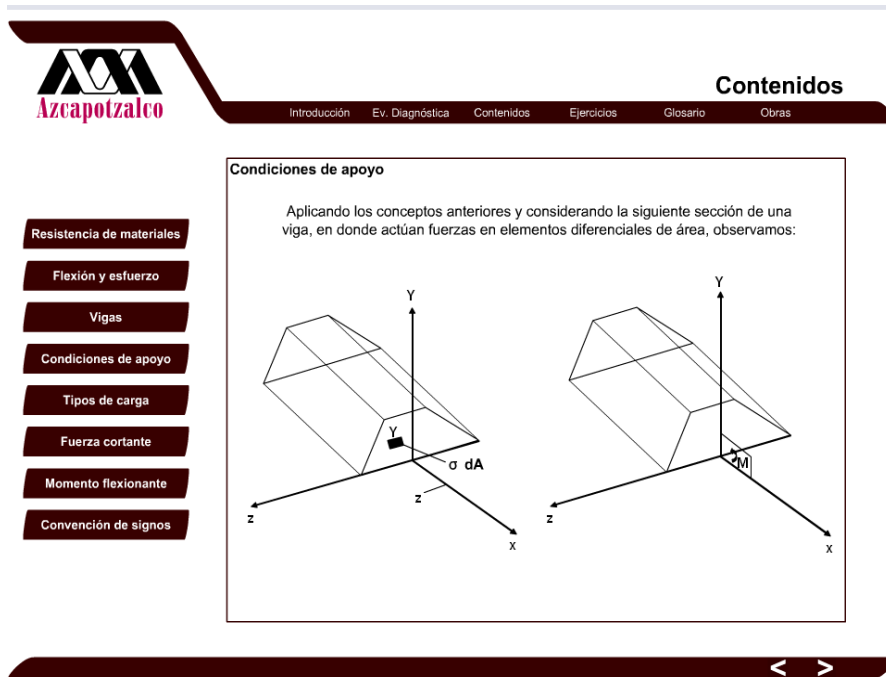 Azcapotzalco
Contenidos
Introducción Ev. Diagnóstica Contenidos Ejercicios Glosario Obras
Condiciones de apoyo
Aplicando los conceptos anteriores y considerando la siguiente sección de una
viga, en donde actúan fuerzas en elementos diferenciales de área, observamos:
Resistencia de materiales
Flexión y esfuerzo
Vigas
Condiciones de apoyo
Tipos de carga
Fuerza cortante
Momento flexionante
Convención de signos
Y
Y
σ dA
z
z
x
Y
M
z
x
< >